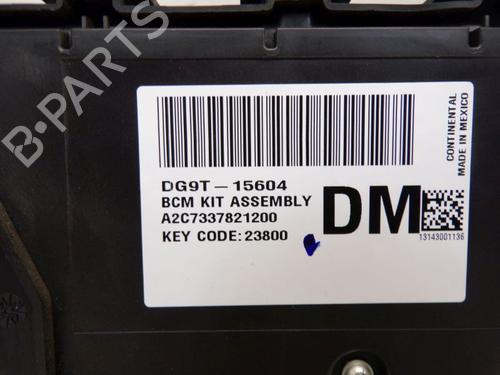 B-Parts
DG9T-15604
BCM KIT ASSEMBLY
A2C7337821200
KEY CODE:23800
DM
CONTINENTAL
MADE IN MEXICO
13143001136